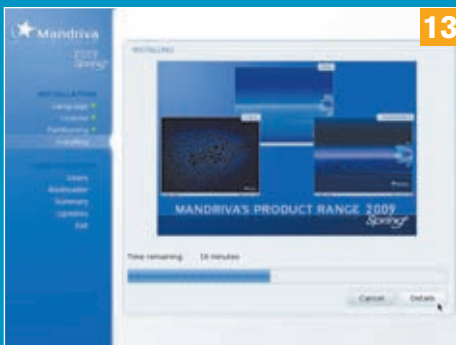 13
Mandriva
2009
Spring
INSTALLATION
Language
License
Partitioning
Installing
Users
Bootloader
Summary
Updates
Exit
INSTALLING
MANDRIVA'S PRODUCT RANGE 2009
Spring
Time remaining: 16 minutes
Cancel
Details